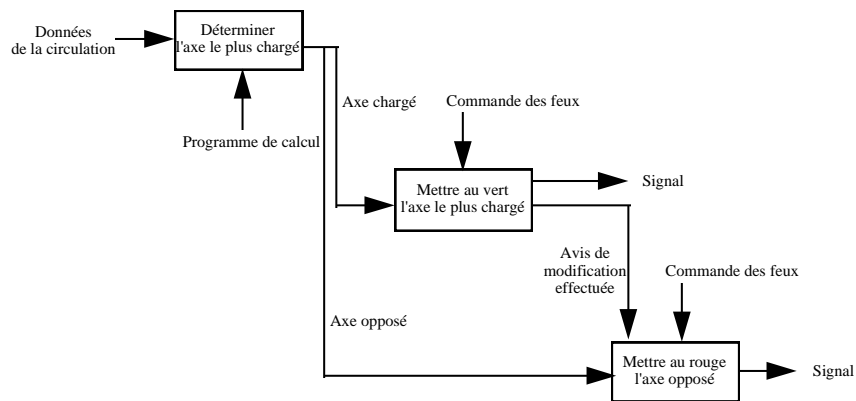 Données
de la circulation
Déterminer
l'axe le plus chargé
Axe chargé
Commande des feux
Programme de calcul
Mettre au vert
l'axe le plus chargé
Signal
Avis de
modification
effectuée
Commande des feux
Axe opposé
Mettre au rouge
l'axe opposé
Signal